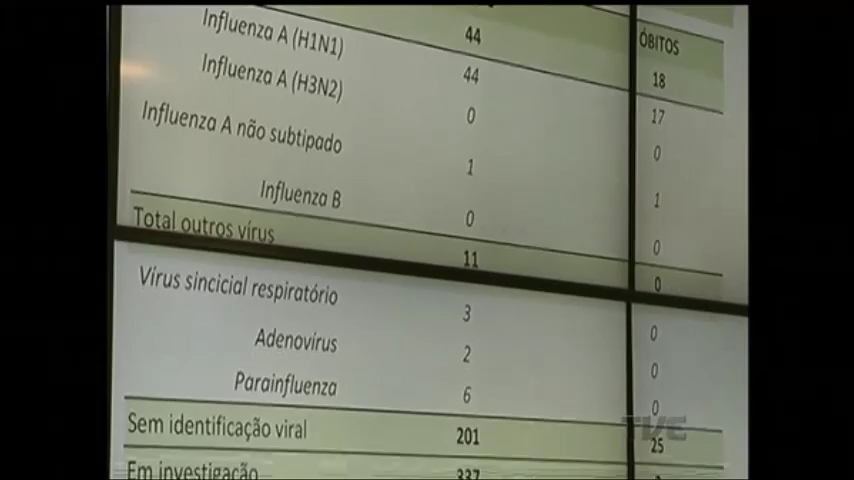 ÓBITOS
44 18
Influenza A (H1N1) 44 17
Influenza A (H3N2) 0 0
Influenza A não subtipado 1 1
Influenza B 0 0
Total outros vírus 11 0
Vírus sincicial respiratório 3 0
Adenovírus 2 0
Parainfluenza 6 0
Sem identificação viral 201 25
Em investigação 337
TVE